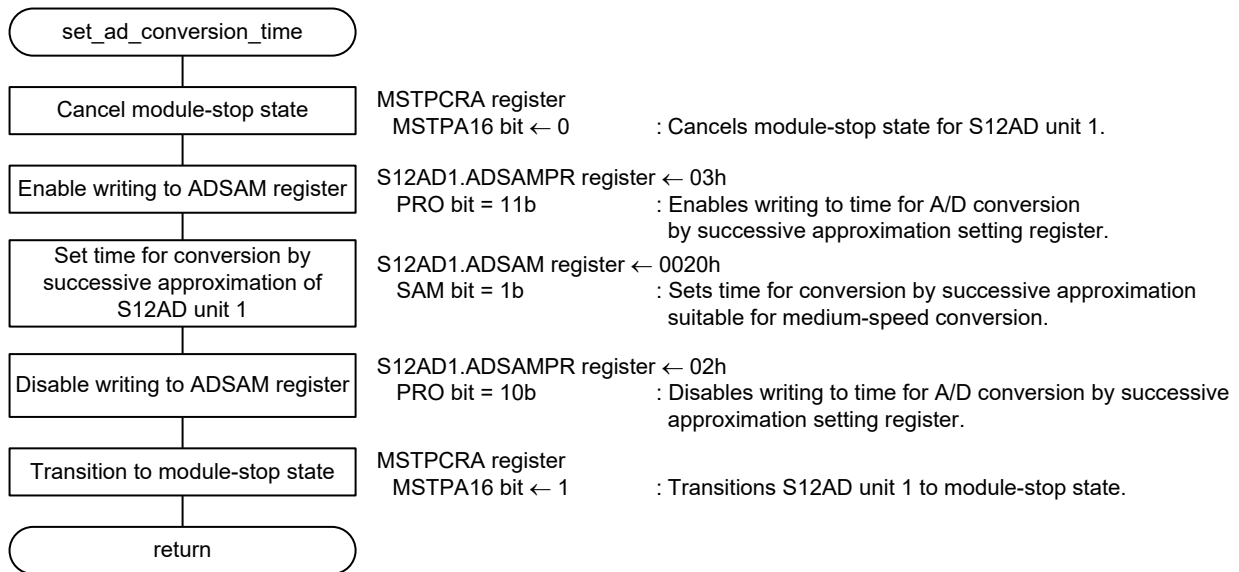 set_ad_conversion_time
Cancel module-stop state
MSTPCRA register
MSTPA16 bit ← 0 : Cancels module-stop state for S12AD unit 1.
Enable writing to ADSAM register
S12AD1.ADSAMPR register ← 03h
PRO bit = 11b : Enables writing to time for A/D conversion
by successive approximation setting register.
Set time for conversion by
successive approximation of
S12AD unit 1
S12AD1.ADSAM register ← 0020h
SAM bit = 1b : Sets time for conversion by successive approximation
suitable for medium-speed conversion.
Disable writing to ADSAM register
S12AD1.ADSAMPR register ← 02h
PRO bit = 10b : Disables writing to time for A/D conversion by successive
approximation setting register.
Transition to module-stop state
MSTPCRA register
MSTPA16 bit ← 1 : Transitions S12AD unit 1 to module-stop state.
return